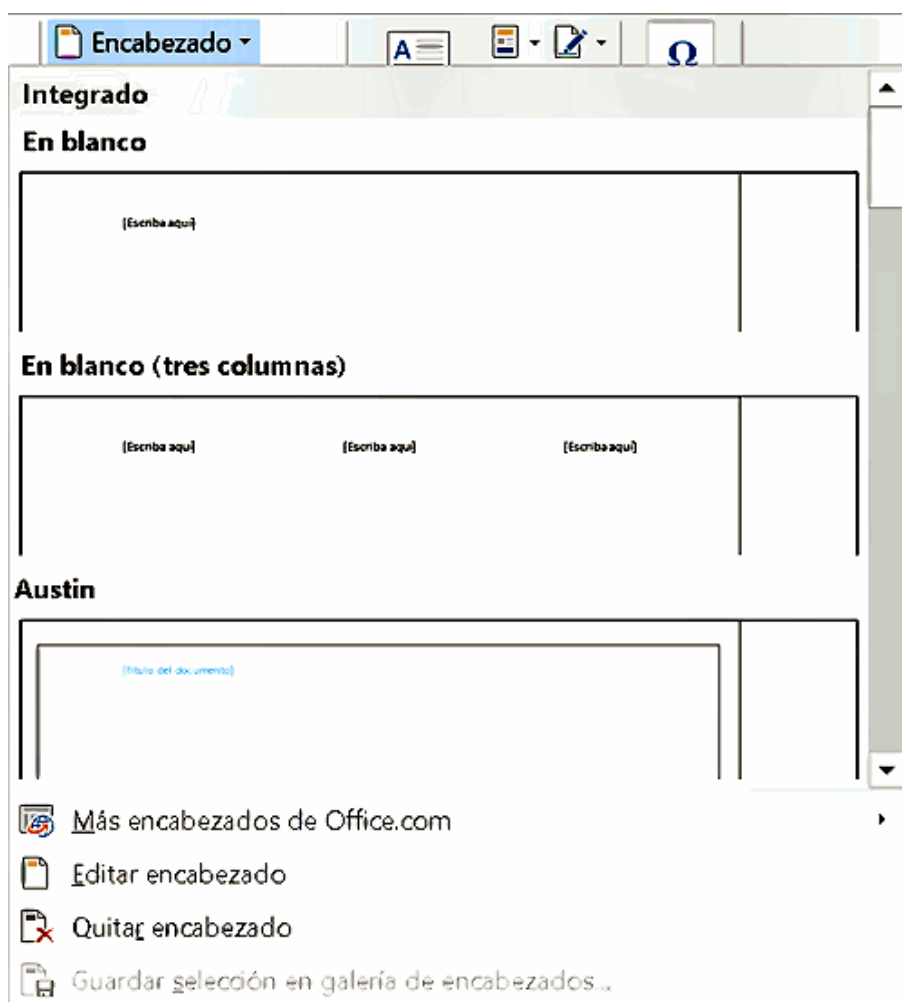 Encabezado
A
Ω
Integrado
En blanco
[Escriba aquí]
En blanco (tres columnas)
[Escriba aquí] [Escriba aquí] [Escriba aquí]
Austin
[Título del documento]
Más encabezados de Office.com
Editar encabezado
Quitar encabezado
Guardar selección en galería de encabezados...